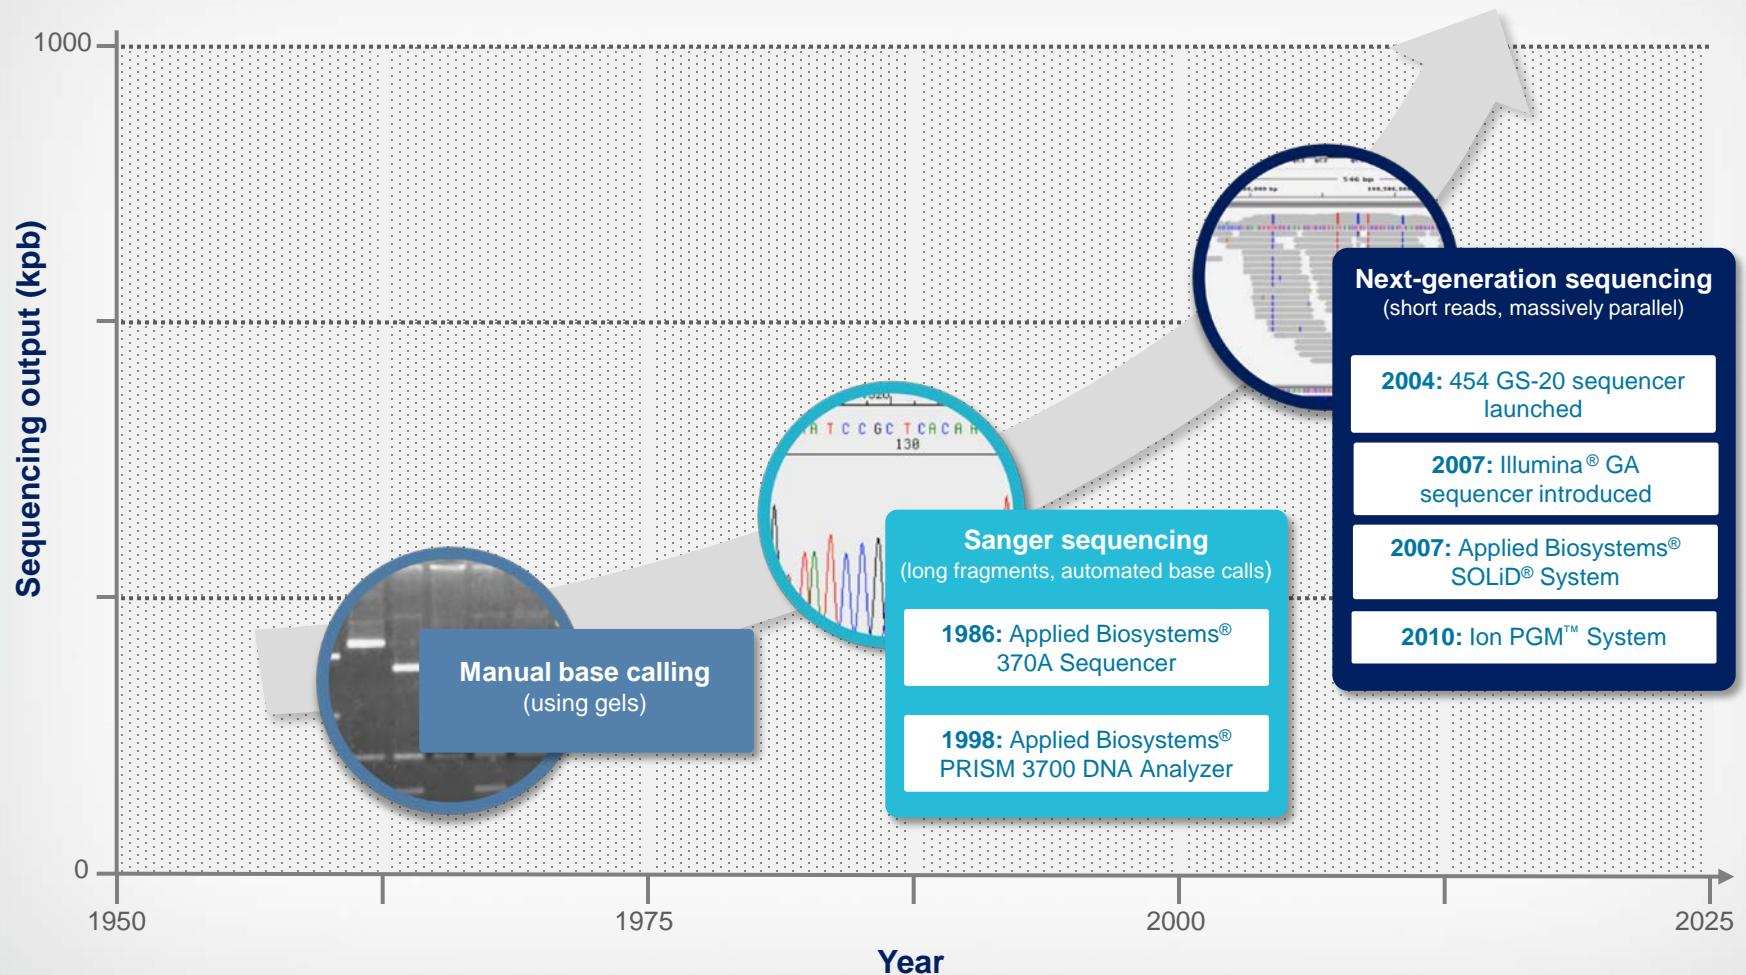 1000
0
Sequencing output (kpb)
1950
1975
2000
2025
Year
Manual base calling
(using gels)
A T C C G C T C A C A A
130
Sanger sequencing
(long fragments, automated base calls)
1986: Applied Biosystems®
370A Sequencer
1998: Applied Biosystems®
PRISM 3700 DNA Analyzer
546 bp
Next-generation sequencing
(short reads, massively parallel)
2004: 454 GS-20 sequencer
launched
2007: Illumina® GA
sequencer introduced
2007: Applied Biosystems®
SOLiD® System
2010: Ion PGM™ System